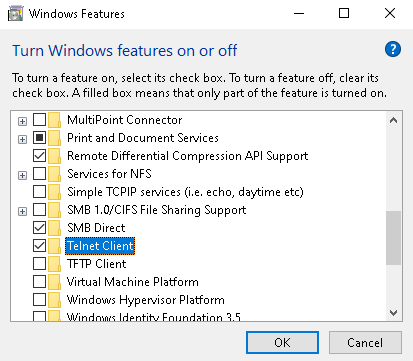 Windows Features
Turn Windows features on or off
To turn a feature on, select its check box. To turn a feature off, clear its
check box. A filled box means that only part of the feature is turned on.
MultiPoint Connector
Print and Document Services
Remote Differential Compression API Support
Services for NFS
Simple TCPIP services (i.e. echo, daytime etc)
SMB 1.0/CIFS File Sharing Support
SMB Direct
Telnet Client
TFTP Client
Virtual Machine Platform
Windows Hypervisor Platform
Windows Identity Foundation 3.5
OK
Cancel